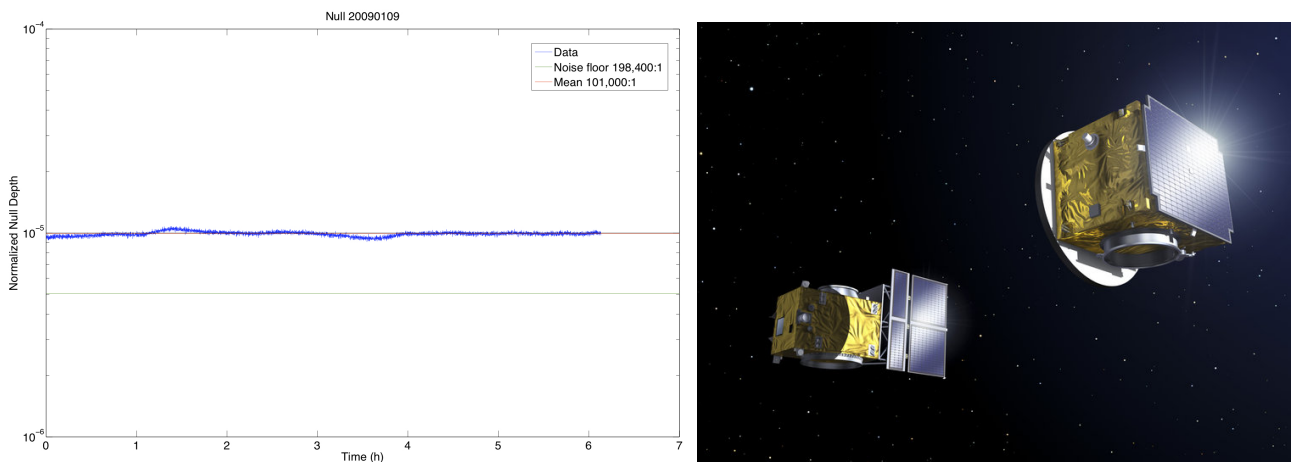 Null 20090109
10^-4
Data
Noise floor 198,400:1
Mean 101,000:1
Normalized Null Depth
10^-5
10^-6
0 1 2 3 4 5 6 7
Time (h)